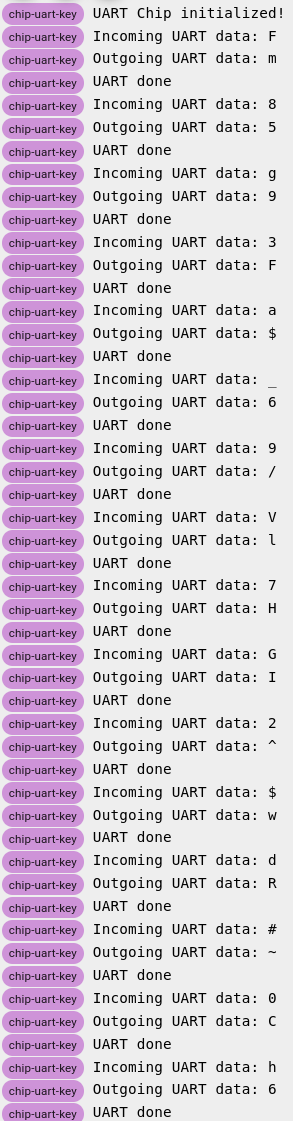 chip-uart-key UART Chip initialized!
chip-uart-key Incoming UART data: F
chip-uart-key Outgoing UART data: m
chip-uart-key UART done
chip-uart-key Incoming UART data: 8
chip-uart-key Outgoing UART data: 5
chip-uart-key UART done
chip-uart-key Incoming UART data: g
chip-uart-key Outgoing UART data: 9
chip-uart-key UART done
chip-uart-key Incoming UART data: 3
chip-uart-key Outgoing UART data: F
chip-uart-key UART done
chip-uart-key Incoming UART data: a
chip-uart-key Outgoing UART data: $
chip-uart-key UART done
chip-uart-key Incoming UART data: _
chip-uart-key Outgoing UART data: 6
chip-uart-key UART done
chip-uart-key Incoming UART data: 9
chip-uart-key Outgoing UART data: /
chip-uart-key UART done
chip-uart-key Incoming UART data: V
chip-uart-key Outgoing UART data: l
chip-uart-key UART done
chip-uart-key Incoming UART data: 7
chip-uart-key Outgoing UART data: H
chip-uart-key UART done
chip-uart-key Incoming UART data: G
chip-uart-key Outgoing UART data: I
chip-uart-key UART done
chip-uart-key Incoming UART data: 2
chip-uart-key Outgoing UART data: ^
chip-uart-key UART done
chip-uart-key Incoming UART data: $
chip-uart-key Outgoing UART data: w
chip-uart-key UART done
chip-uart-key Incoming UART data: d
chip-uart-key Outgoing UART data: R
chip-uart-key UART done
chip-uart-key Incoming UART data: #
chip-uart-key Outgoing UART data: ~
chip-uart-key UART done
chip-uart-key Incoming UART data: 0
chip-uart-key Outgoing UART data: C
chip-uart-key UART done
chip-uart-key Incoming UART data: h
chip-uart-key Outgoing UART data: 6
chip-uart-key UART done